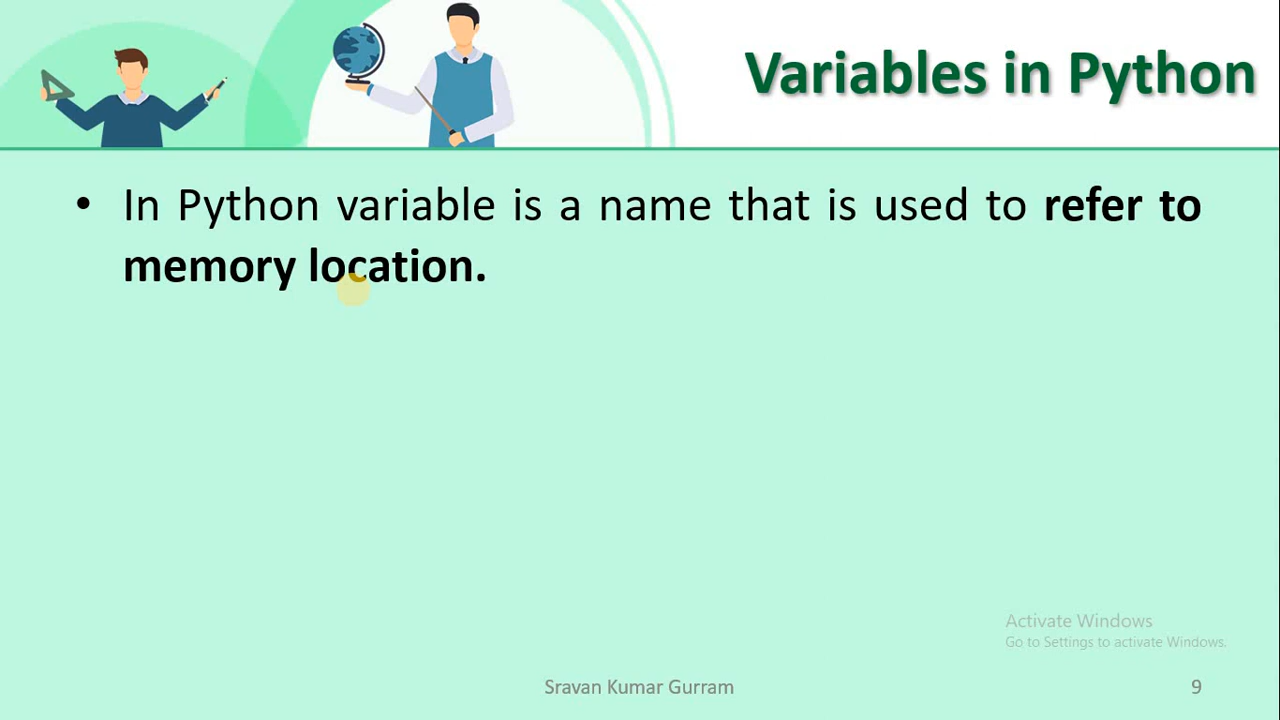 Variables in Python
• In Python variable is a name that is used to refer to
memory location.
Activate Windows
Go to Settings to activate Windows.
Sravan Kumar Gurram
9